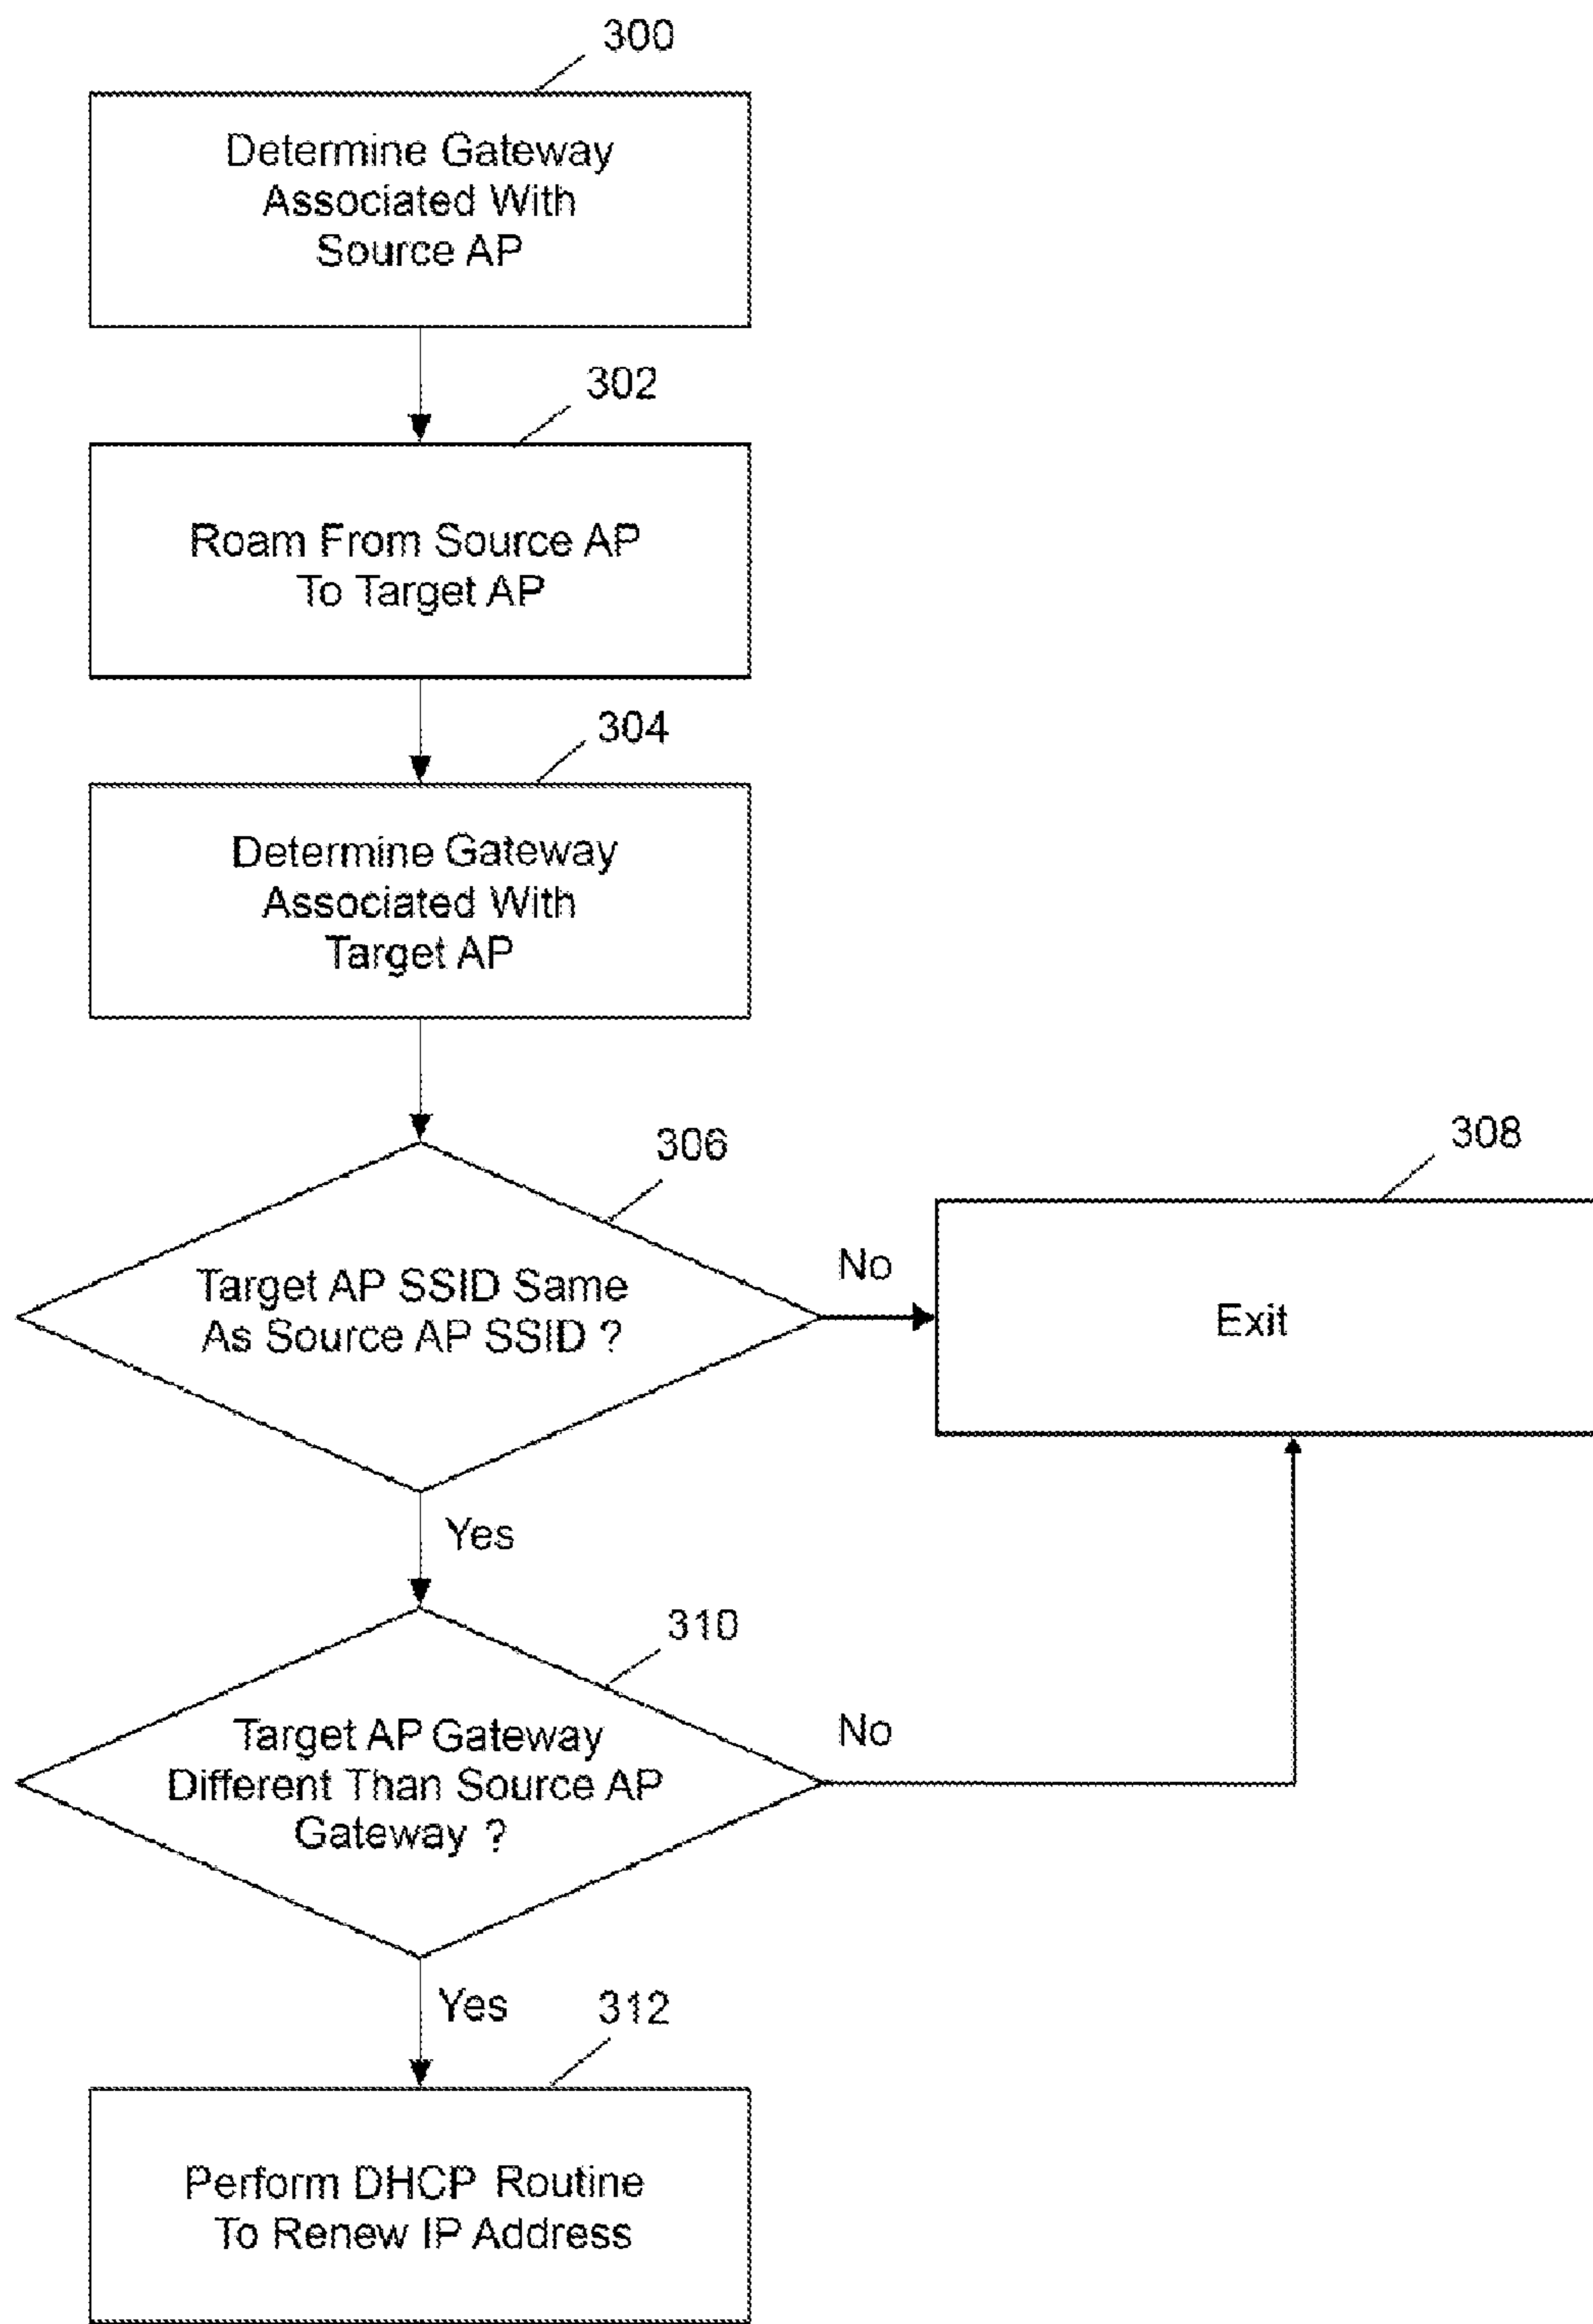 300
Determine Gateway
Associated With
Source AP
302
Roam From Source AP
To Target AP
304
Determine Gateway
Associated With
Target AP
306
Target AP SSID Same
As Source AP SSID ?
No
308
Exit
Yes
310
Target AP Gateway
Different Than Source AP
Gateway ?
No
Yes
312
Perform DHCP Routine
To Renew IP Address